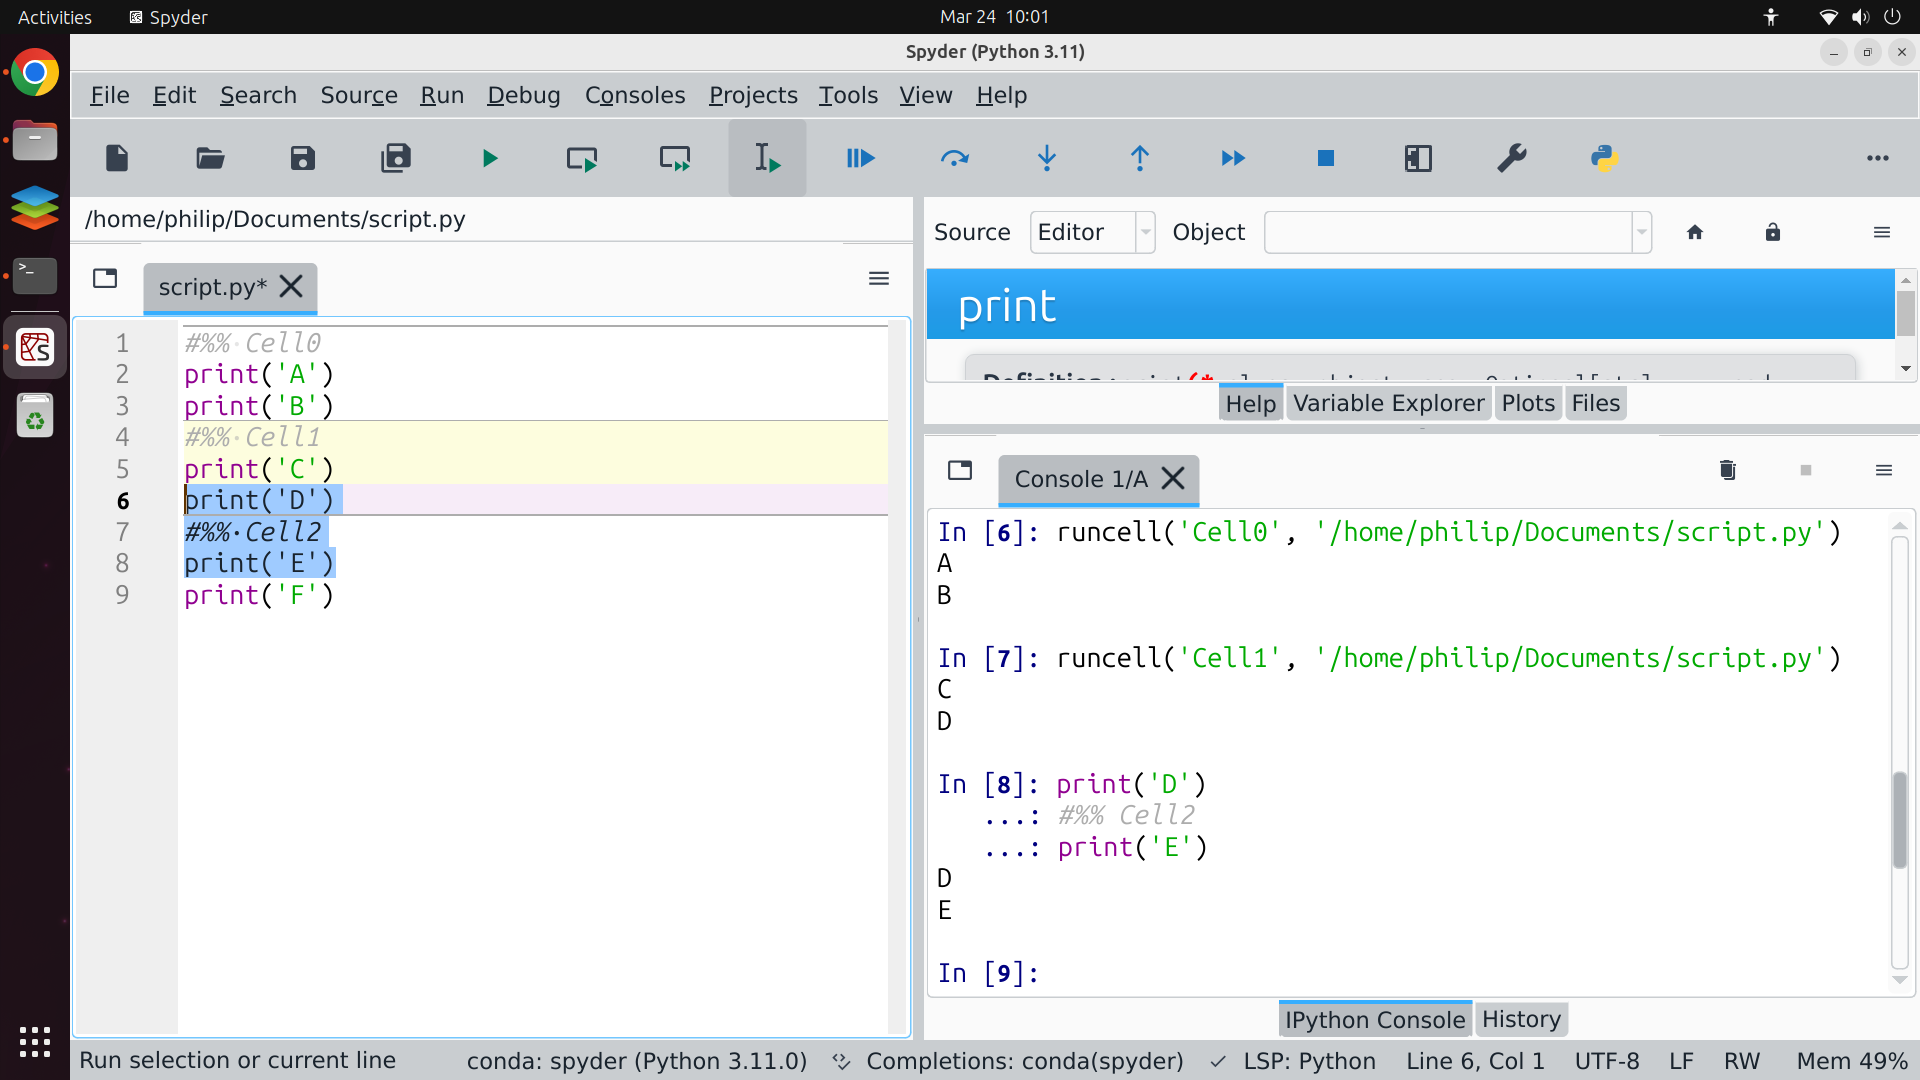 Activities Spyder Mar 24 10:01
Spyder (Python 3.11)
File Edit Search Source Run Debug Consoles Projects Tools View Help
/home/philip/Documents/script.py
script.py*
1 #%% Cell0
2 print('A')
3 print('B')
4 #%% Cell1
5 print('C')
6 print('D')
7 #%% Cell2
8 print('E')
9 print('F')
Source Editor Object
print
Help Variable Explorer Plots Files
Console 1/A
In [6]: runcell('Cell0', '/home/philip/Documents/script.py')
A
B
In [7]: runcell('Cell1', '/home/philip/Documents/script.py')
C
D
In [8]: print('D')
...: #%% Cell2
...: print('E')
D
E
In [9]:
IPython Console History
Run selection or current line conda: spyder (Python 3.11.0) Completions: conda(spyder) ✓ LSP: Python Line 6, Col 1 UTF-8 LF RW Mem 49%